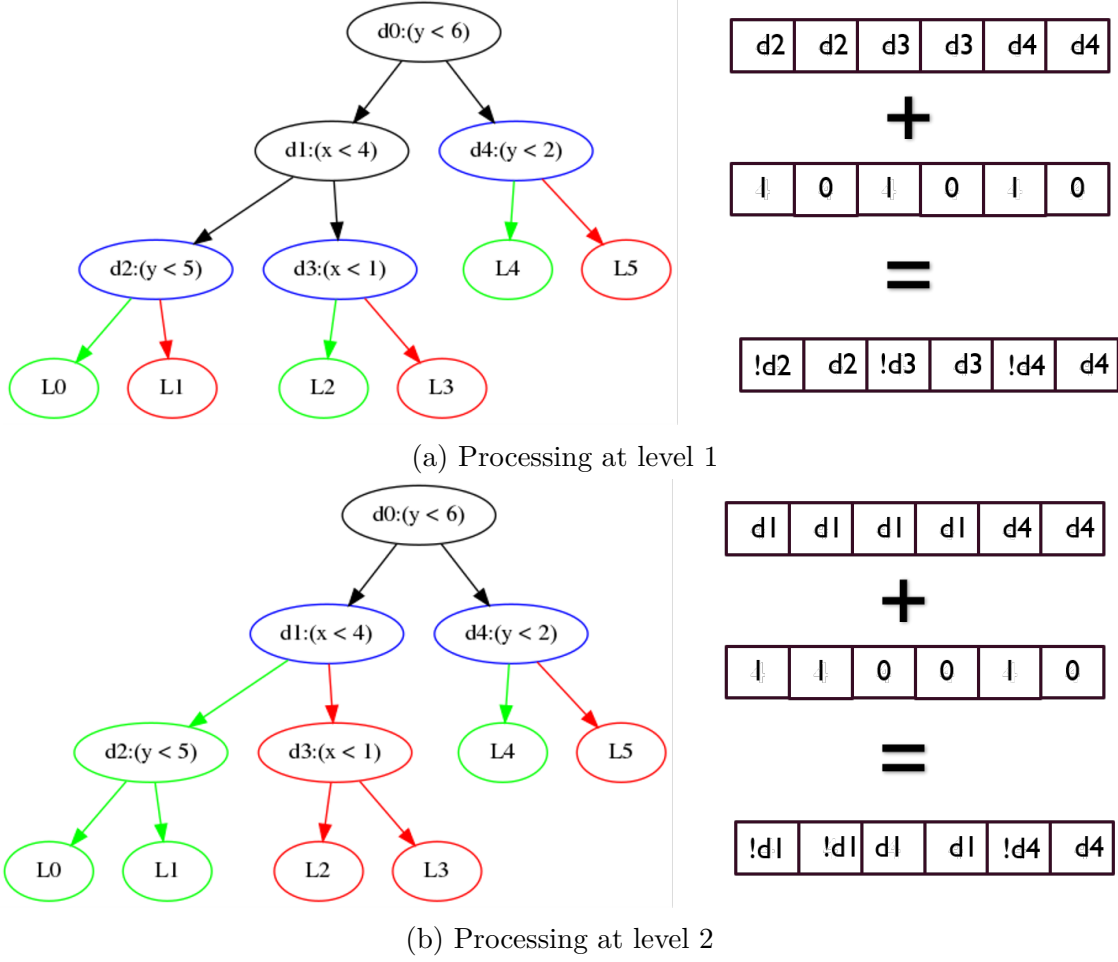 d0:(y < 6)
d1:(x < 4) d4:(y < 2)
d2:(y < 5) d3:(x < 1) L4 L5
L0 L1 L2 L3
d2 d2 d3 d3 d4 d4
+
1 0 1 0 1 0
=
!d2 d2 !d3 d3 !d4 d4
(a) Processing at level 1
d0:(y < 6)
d1:(x < 4) d4:(y < 2)
d2:(y < 5) d3:(x < 1) L4 L5
L0 L1 L2 L3
d1 d1 d1 d1 d4 d4
+
1 1 0 0 1 0
=
!d1 !d1 d1 d1 !d4 d4
(b) Processing at level 2